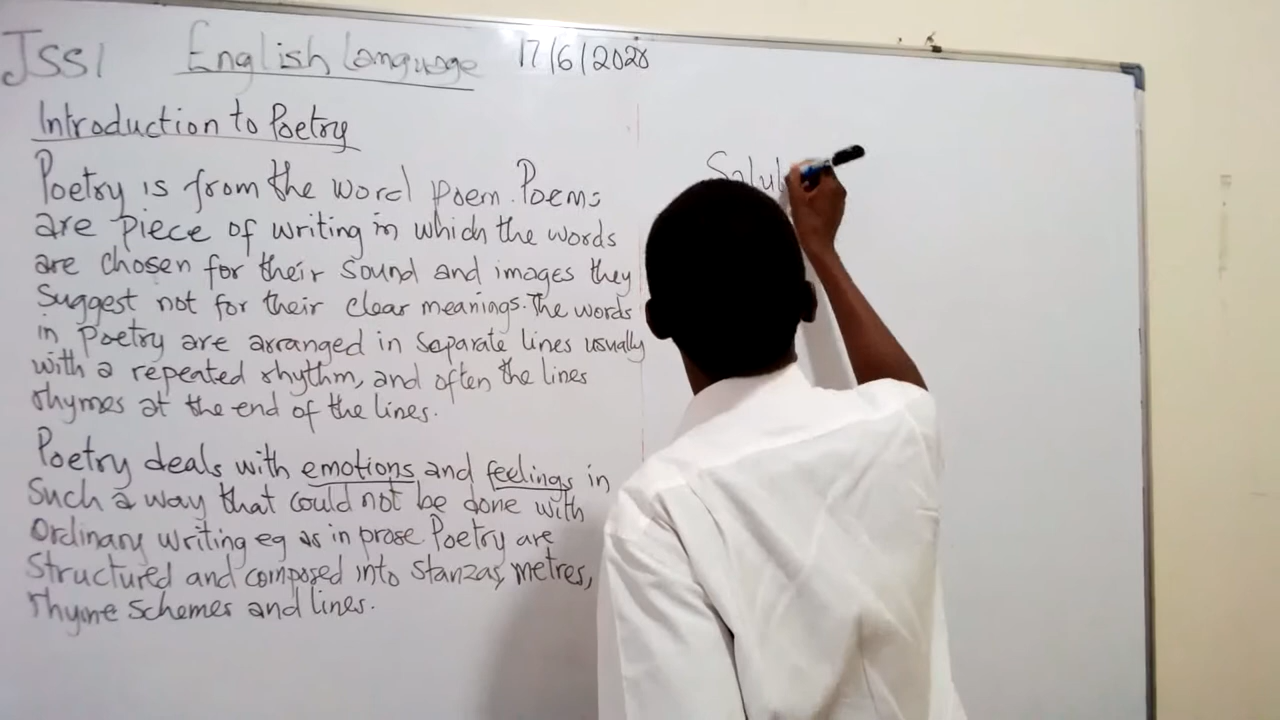 JSS1 English Language 17/6/2020
Introduction to Poetry
Poetry is from the word poem. Poems
are piece of writing in which the words
are chosen for their sound and images they
suggest not for their clear meanings. The words
in poetry are arranged in separate lines usually
with a repeated rhythm, and often the lines
rhymes at the end of the lines.
Poetry deals with emotions and feelings in
such a way that could not be done with
ordinary writing eg as in prose. Poetry are
structured and composed into stanzas, metres,
rhyme schemes and lines.